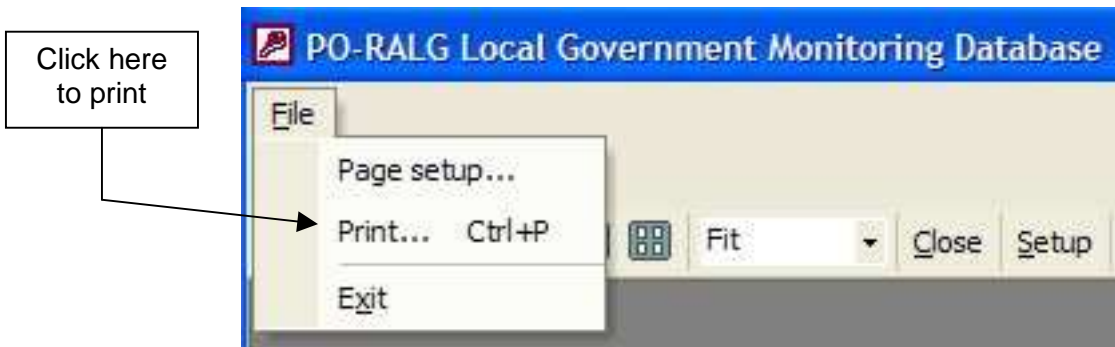 Click here
to print
PO-RALG Local Government Monitoring Database
File
Page setup...
Print... Ctrl+P
Fit
Close
Setup
Exit